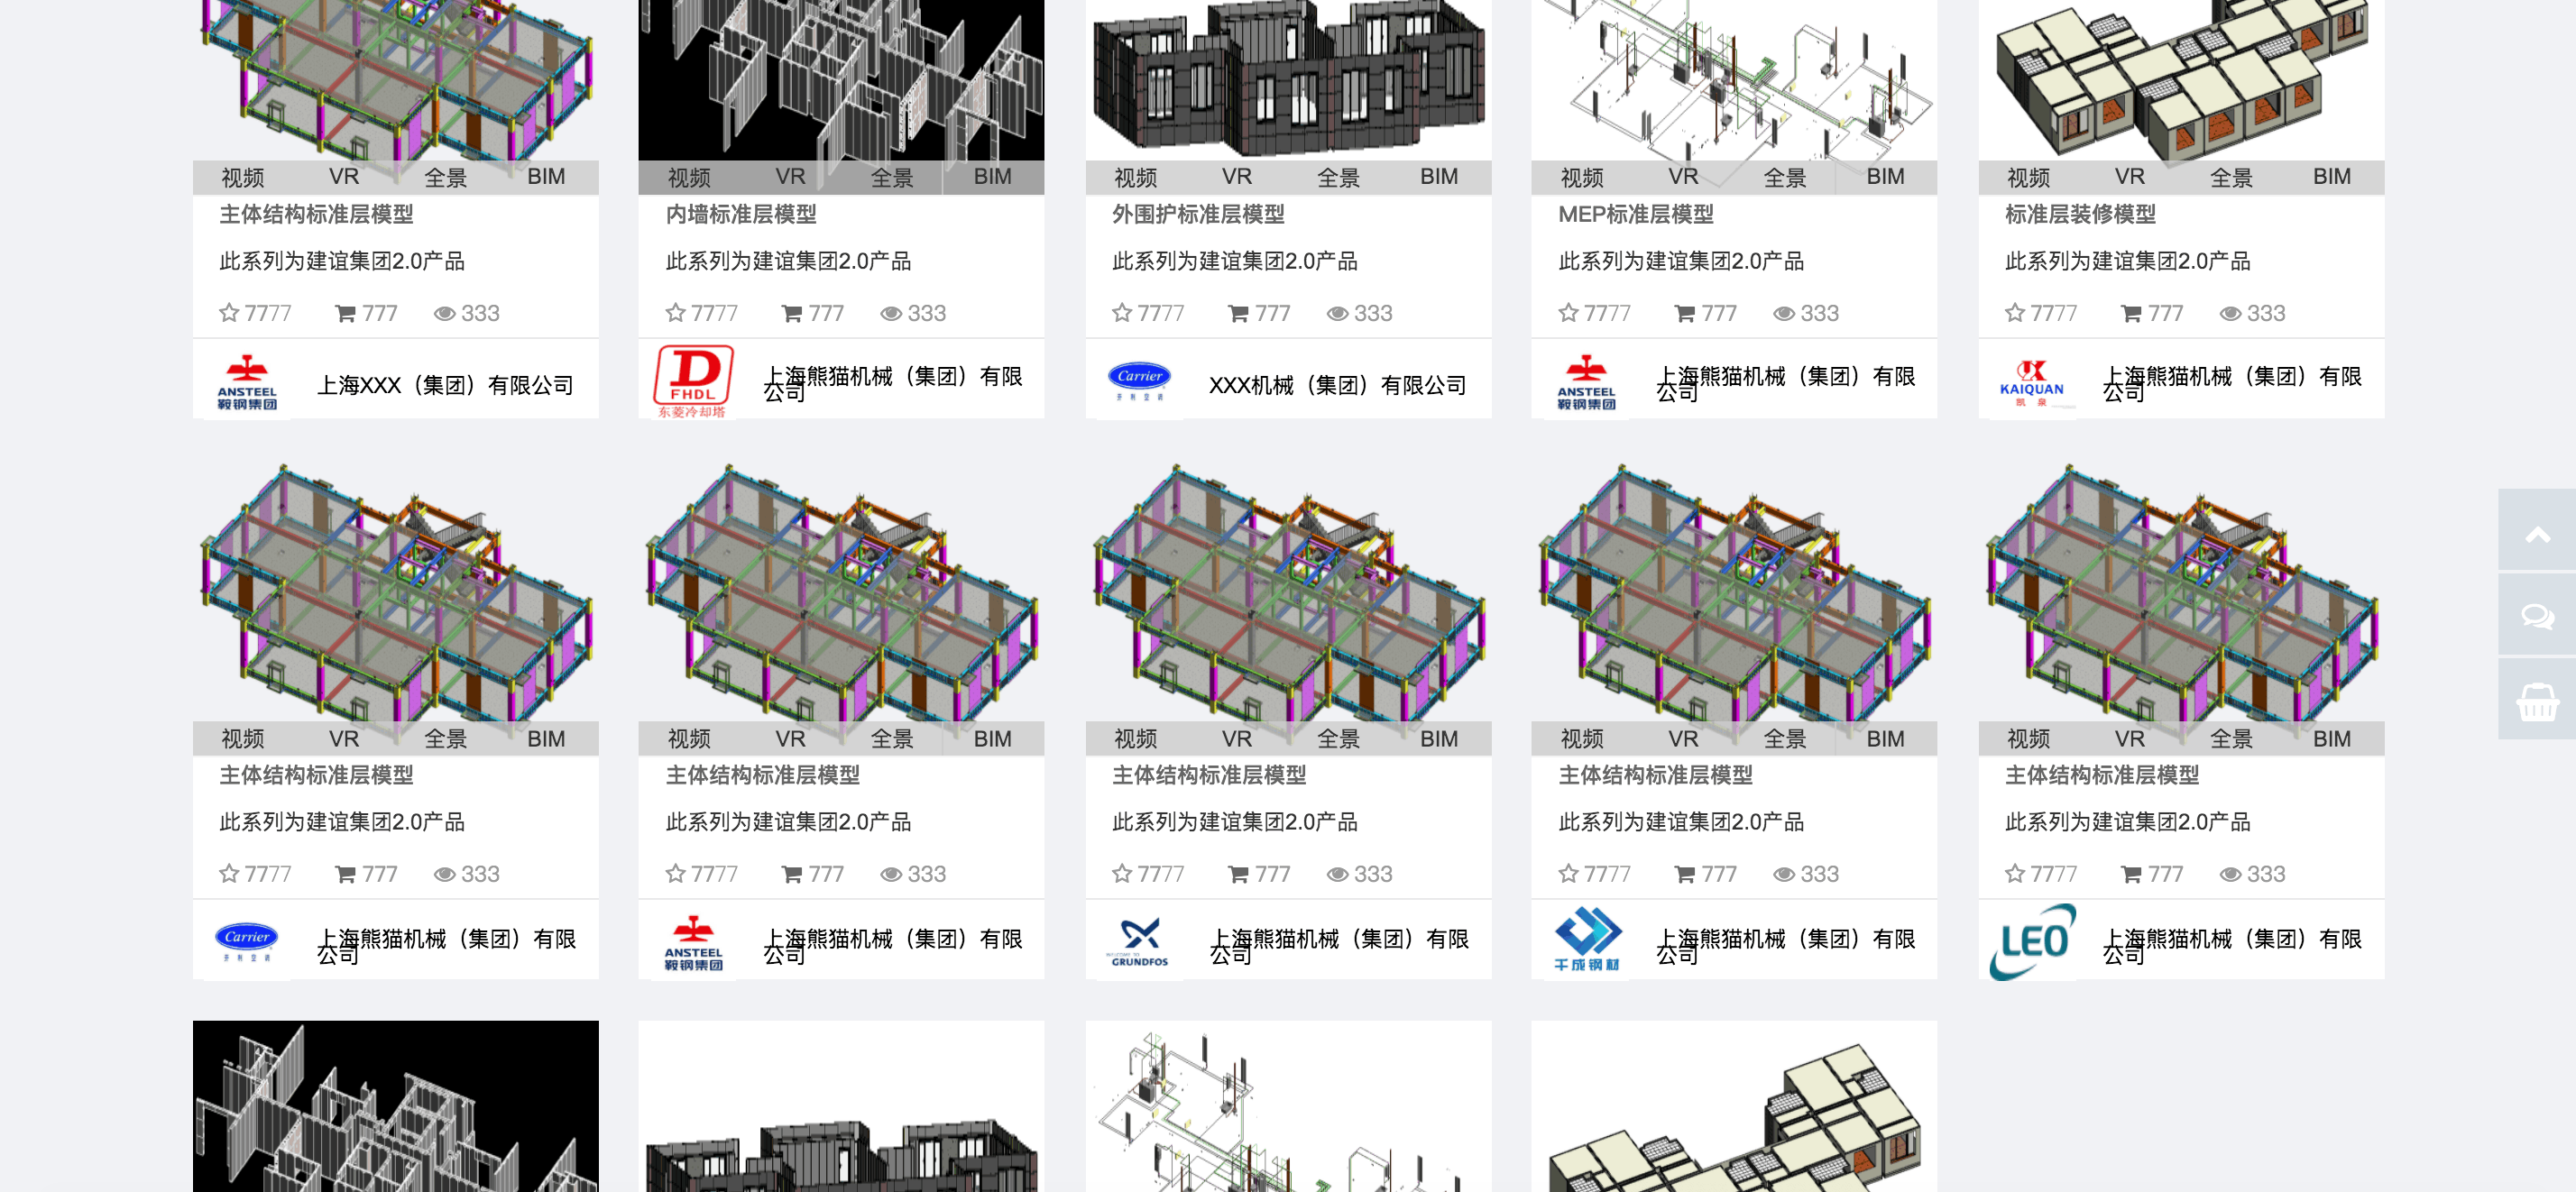 视频 VR 全景 BIM
主体结构标准层模型
此系列为建谊集团2.0产品
7777 777 333
ANSTEEL
鞍钢集团
上海XXX（集团）有限公司
视频 VR 全景 BIM
内墙标准层模型
此系列为建谊集团2.0产品
7777 777 333
D
FHDL
东菱冷却塔
上海熊猫机械（集团）有限
公司
视频 VR 全景 BIM
外围护标准层模型
此系列为建谊集团2.0产品
7777 777 333
Carrier
XXX机械（集团）有限公司
视频 VR 全景 BIM
MEP标准层模型
此系列为建谊集团2.0产品
7777 777 333
ANSTEEL
鞍钢集团
上海熊猫机械（集团）有限
公司
视频 VR 全景 BIM
标准层装修模型
此系列为建谊集团2.0产品
7777 777 333
KAIQUAN
凯泉
上海熊猫机械（集团）有限
公司
视频 VR 全景 BIM
主体结构标准层模型
此系列为建谊集团2.0产品
7777 777 333
Carrier
上海熊猫机械（集团）有限
公司
视频 VR 全景 BIM
主体结构标准层模型
此系列为建谊集团2.0产品
7777 777 333
ANSTEEL
鞍钢集团
上海熊猫机械（集团）有限
公司
视频 VR 全景 BIM
主体结构标准层模型
此系列为建谊集团2.0产品
7777 777 333
GRUNDFOS
上海熊猫机械（集团）有限
公司
视频 VR 全景 BIM
主体结构标准层模型
此系列为建谊集团2.0产品
7777 777 333
千成钢材
上海熊猫机械（集团）有限
公司
视频 VR 全景 BIM
主体结构标准层模型
此系列为建谊集团2.0产品
7777 777 333
LEO
上海熊猫机械（集团）有限
公司